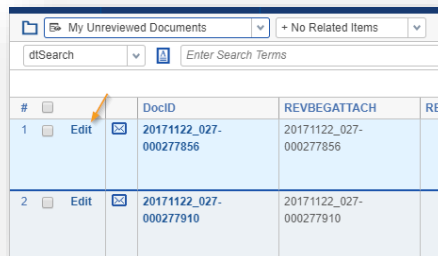 My Unreviewed Documents + No Related Items
dtSearch Enter Search Terms
# DocID REVBEGATTACH RE
1 Edit 20171122_027- 20171122_027-
000277856 000277856
2 Edit 20171122_027- 20171122_027-
000277910 000277910